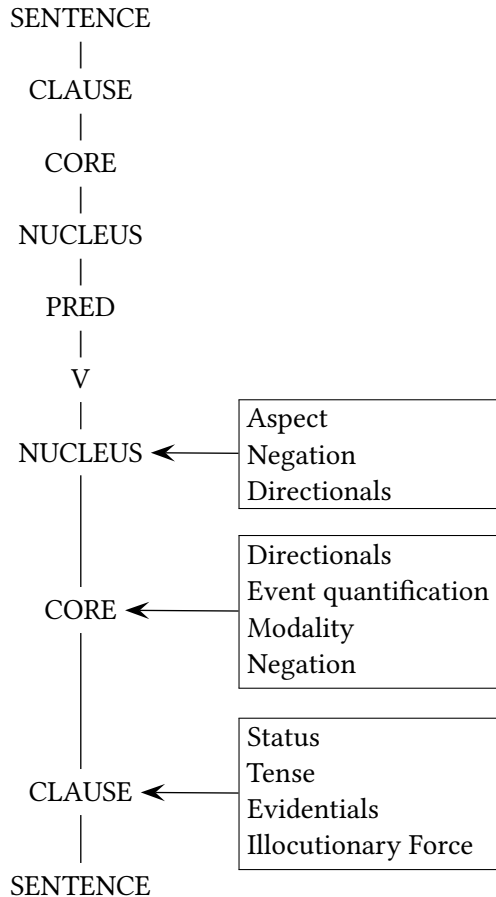 SENTENCE
CLAUSE
CORE
NUCLEUS
PRED
V
Aspect
NUCLEUS
Negation
Directionals
Directionals
Event quantification
CORE
Modality
Negation
Status
Tense
CLAUSE
Evidentials
Illocutionary Force
SENTENCE